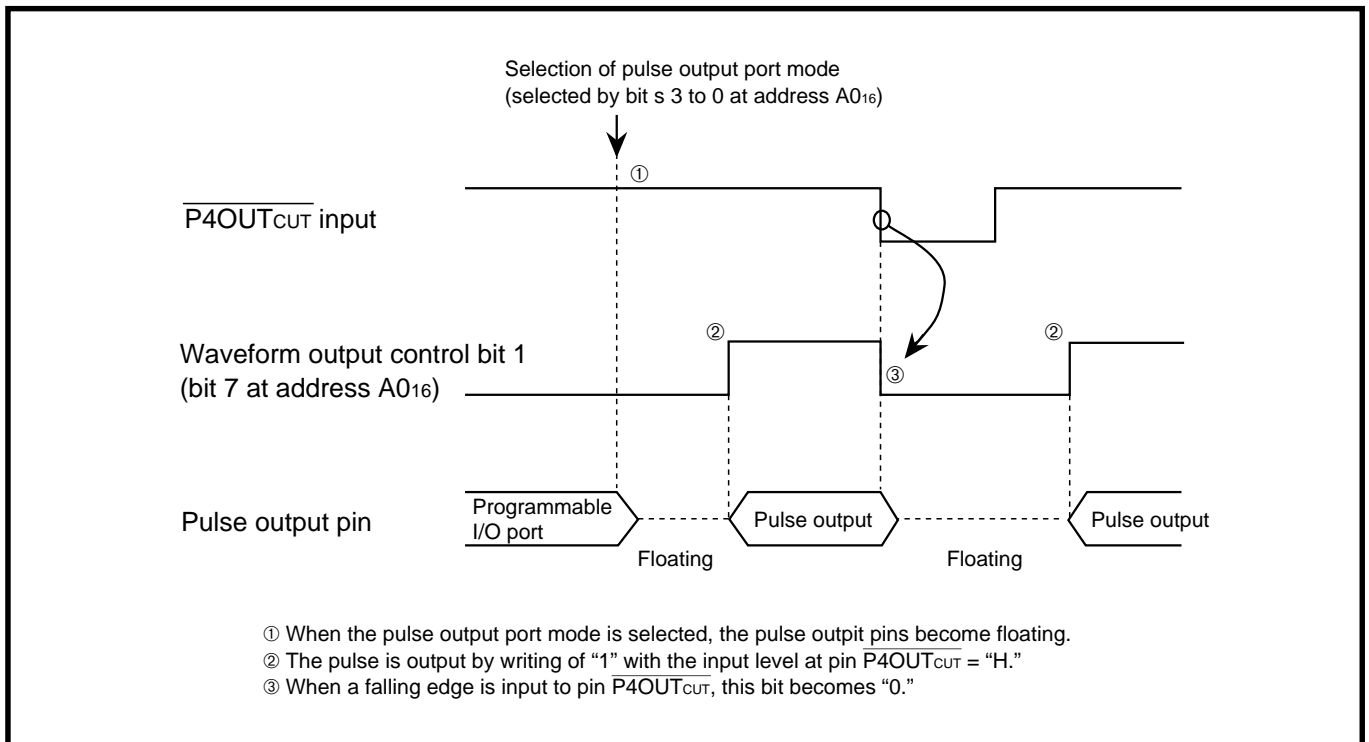 Selection of pulse output port mode
(selected by bit s 3 to 0 at address A016)
①
P4OUTCUT input
②
②
Waveform output control bit 1
(bit 7 at address A016)
③
Pulse output pin
Programmable
I/O port
Pulse output
Pulse output
Floating
Floating
① When the pulse output port mode is selected, the pulse outpit pins become floating.
② The pulse is output by writing of “1” with the input level at pin P4OUTCUT = “H.”
③ When a falling edge is input to pin P4OUTCUT, this bit becomes “0.”